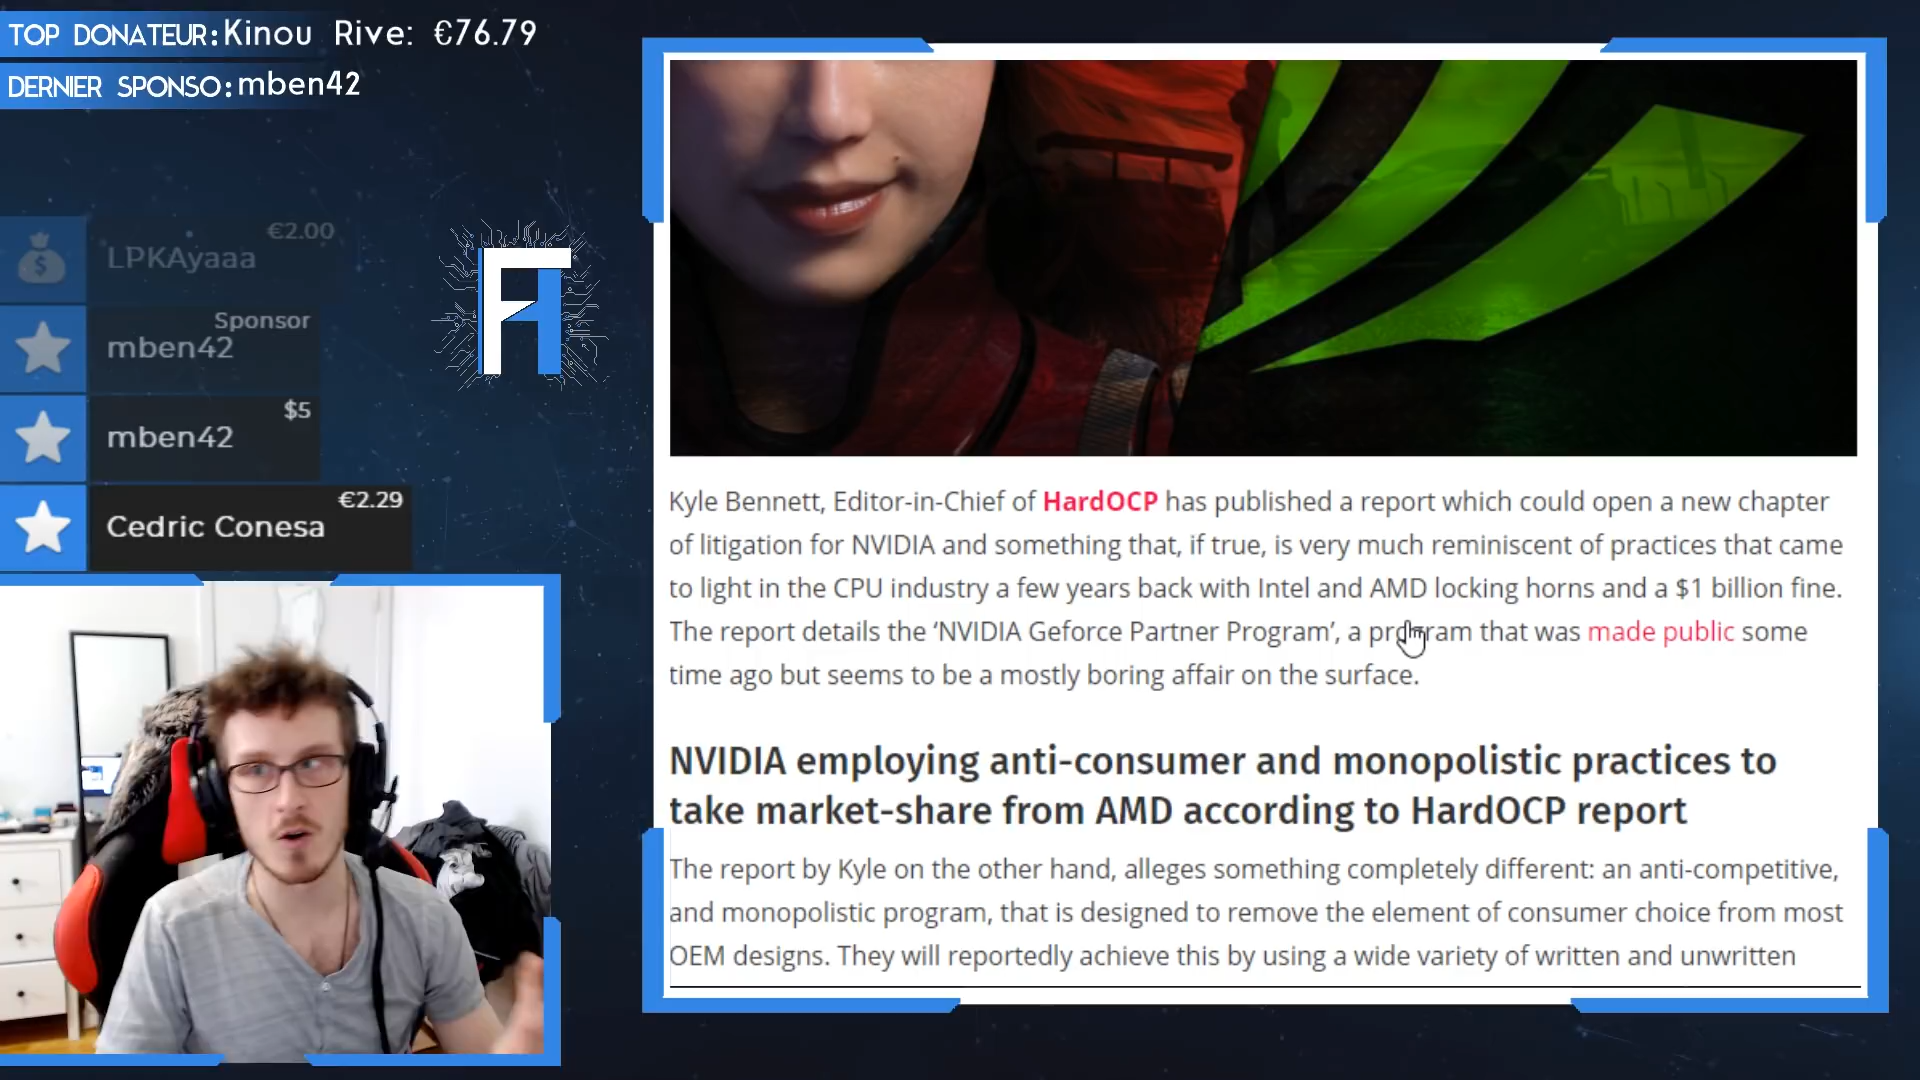 TOP DONATEUR:Kinou Rive: €76.79
DERNIER SPONSO:mben42
€2.00
LPKAyaaa
Sponsor
mben42
$5
mben42
€2.29
Cedric Conesa
Kyle Bennett, Editor-in-Chief of HardOCP has published a report which could open a new chapter
of litigation for NVIDIA and something that, if true, is very much reminiscent of practices that came
to light in the CPU industry a few years back with Intel and AMD locking horns and a $1 billion fine.
The report details the ‘NVIDIA Geforce Partner Program’, a program that was made public some
time ago but seems to be a mostly boring affair on the surface.
NVIDIA employing anti-consumer and monopolistic practices to
take market-share from AMD according to HardOCP report
The report by Kyle on the other hand, alleges something completely different: an anti-competitive,
and monopolistic program, that is designed to remove the element of consumer choice from most
OEM designs. They will reportedly achieve this by using a wide variety of written and unwritten